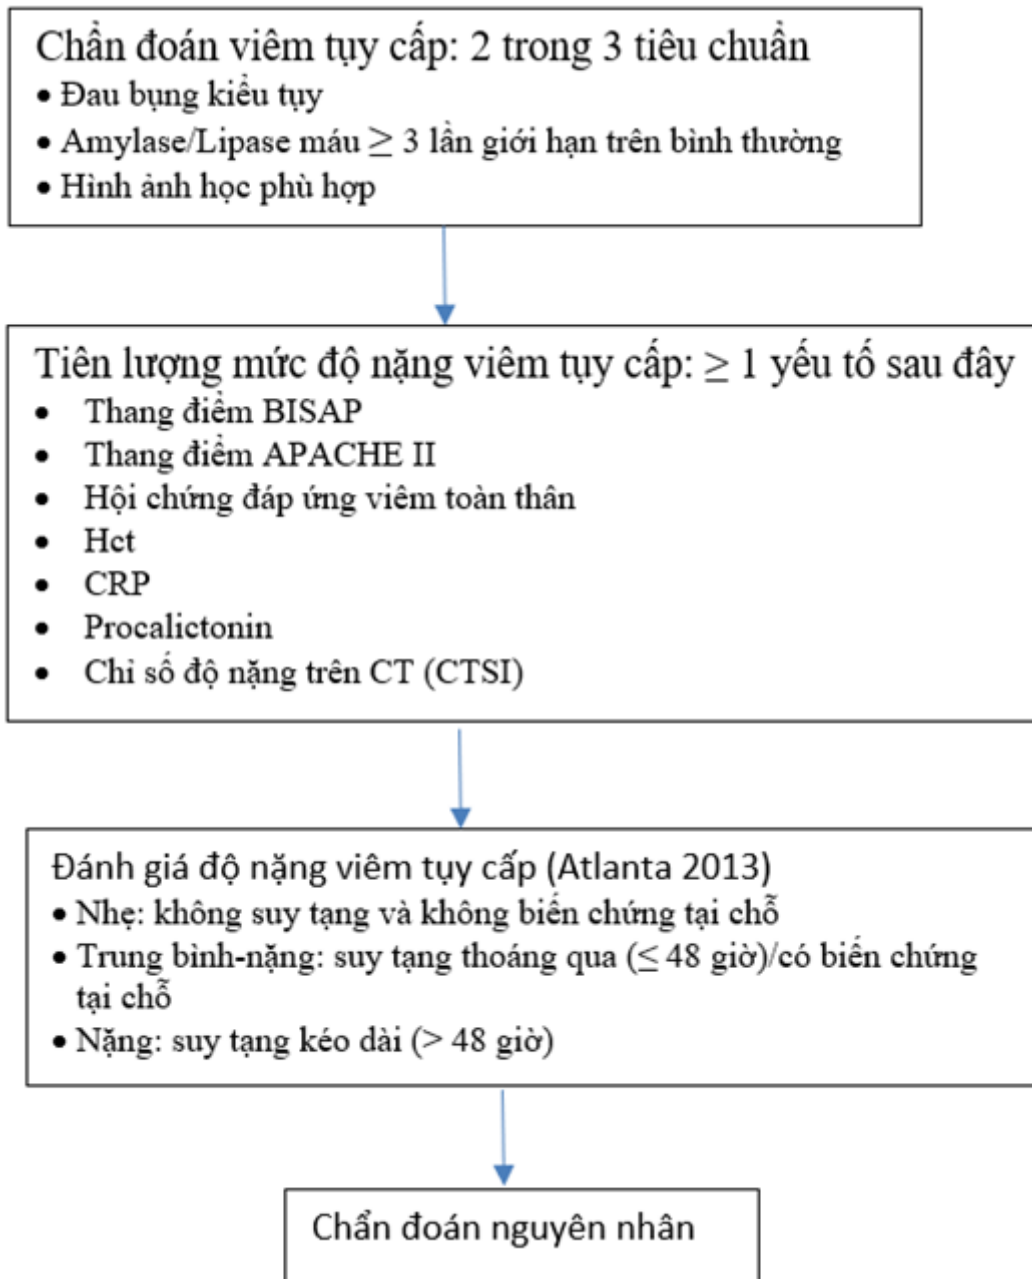 Chẩn đoán viêm tụy cấp: 2 trong 3 tiêu chuẩn
• Đau bụng kiểu tụy
• Amylase/Lipase máu ≥ 3 lần giới hạn trên bình thường
• Hình ảnh học phù hợp
Tiên lượng mức độ nặng viêm tụy cấp: ≥ 1 yếu tố sau đây
• Thang điểm BISAP
• Thang điểm APACHE II
• Hội chứng đáp ứng viêm toàn thân
• Hct
• CRP
• Procalictonin
• Chỉ số độ nặng trên CT (CTSI)
Đánh giá độ nặng viêm tụy cấp (Atlanta 2013)
• Nhẹ: không suy tạng và không biến chứng tại chỗ
• Trung bình-nặng: suy tạng thoáng qua (≤ 48 giờ)/có biến chứng
tại chỗ
• Nặng: suy tạng kéo dài (> 48 giờ)
Chẩn đoán nguyên nhân